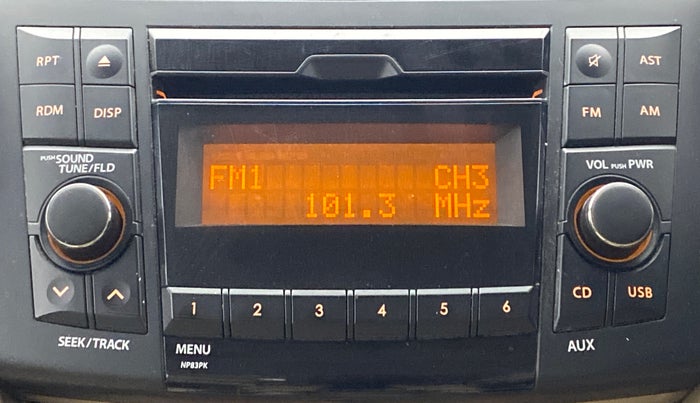 RPT
AST
RDM
DISP
FM
AM
PUSH SOUND
TUNE/FLD
VOL PUSH PWR
FM1 CH3
101.3 MHz
CD
USB
1 2 3 4 5 6
SEEK/TRACK
MENU
NP83PK
AUX